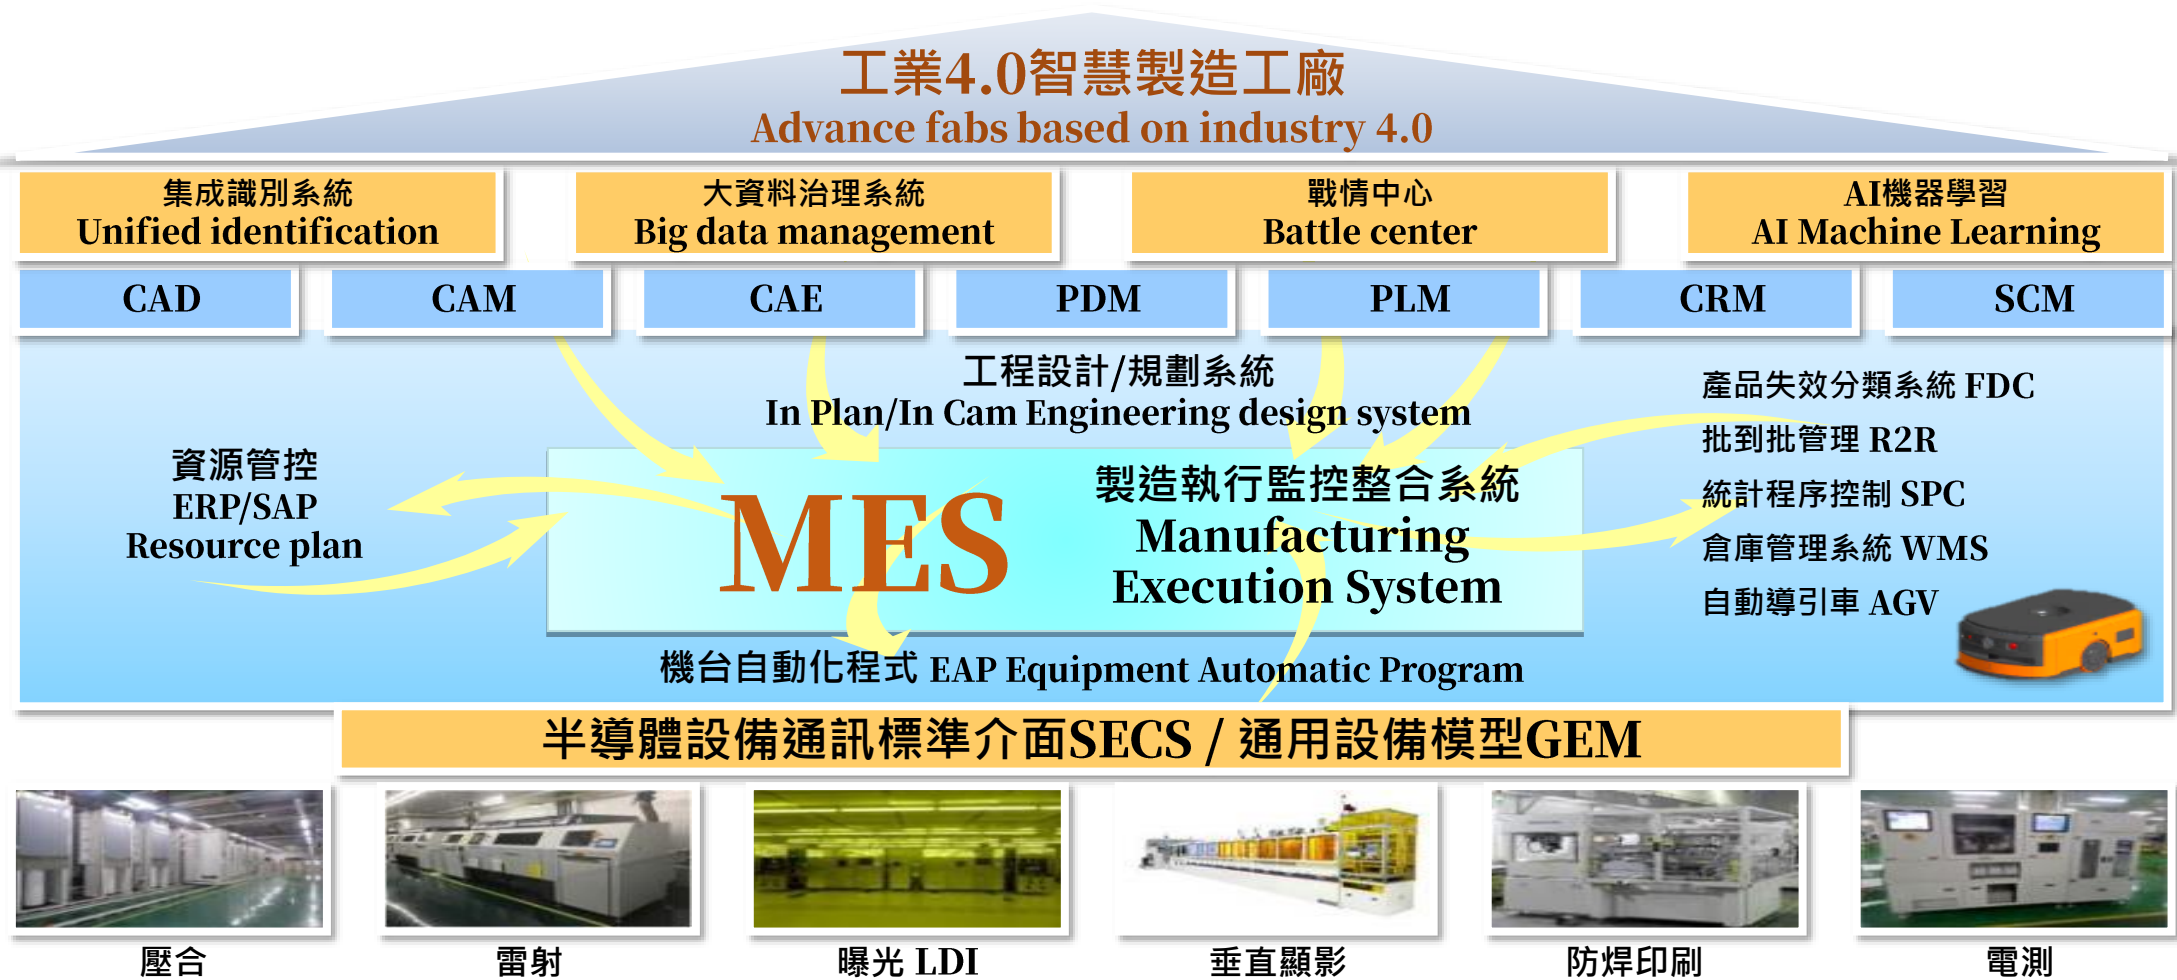 工業4.0智慧製造工廠
Advance fabs based on industry 4.0
集成識別系統
Unified identification
大資料治理系統
Big data management
戰情中心
Battle center
AI機器學習
AI Machine Learning
CAD
CAM
CAE
PDM
PLM
CRM
SCM
工程設計/規劃系統
In Plan/In Cam Engineering design system
資源管控
ERP/SAP
Resource plan
MES
製造執行監控整合系統
Manufacturing
Execution System
產品失效分類系統 FDC
批到批管理 R2R
統計程序控制 SPC
倉庫管理系統 WMS
自動導引車 AGV
機台自動化程式 EAP Equipment Automatic Program
半導體設備通訊標準介面SECS / 通用設備模型GEM
壓合
雷射
曝光 LDI
垂直顯影
防焊印刷
電測